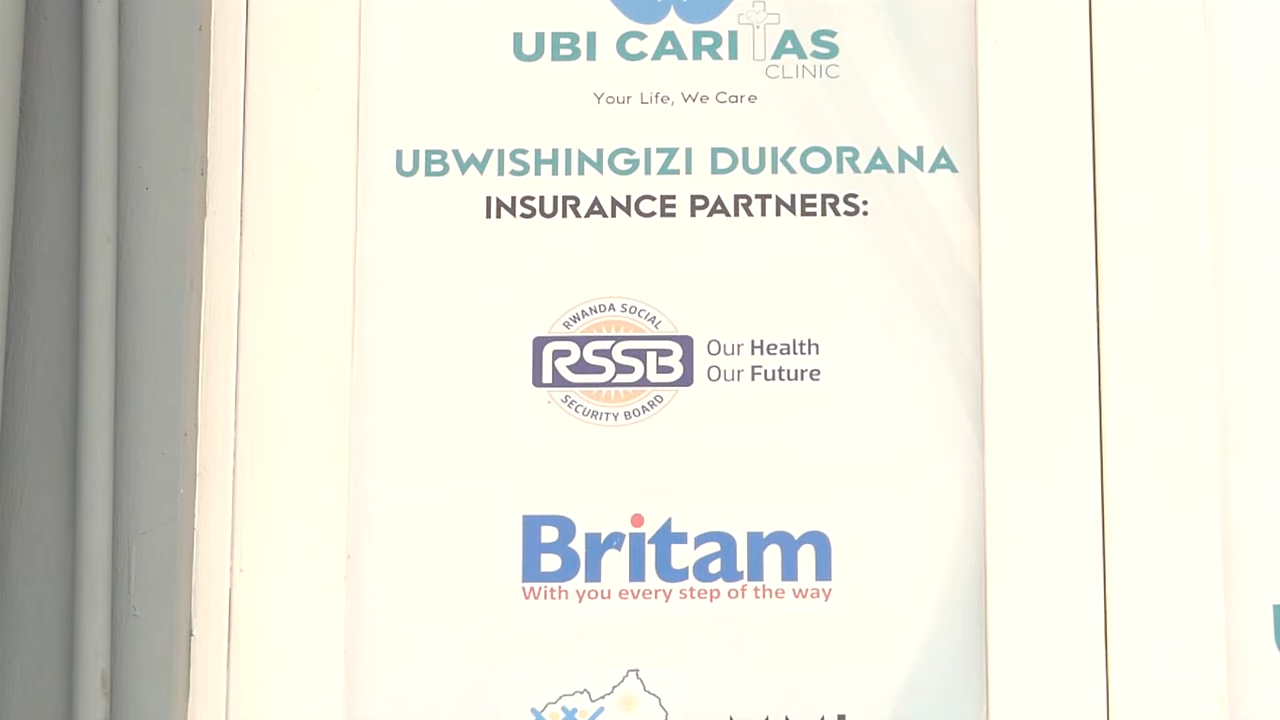 UBI CARITAS
CLINIC
Your Life, We Care
UBWISHINGIZI DUKORANA
INSURANCE PARTNERS:
RWANDA SOCIAL
RSSB
SECURITY BOARD
Our Health
Our Future
Britam
With you every step of the way